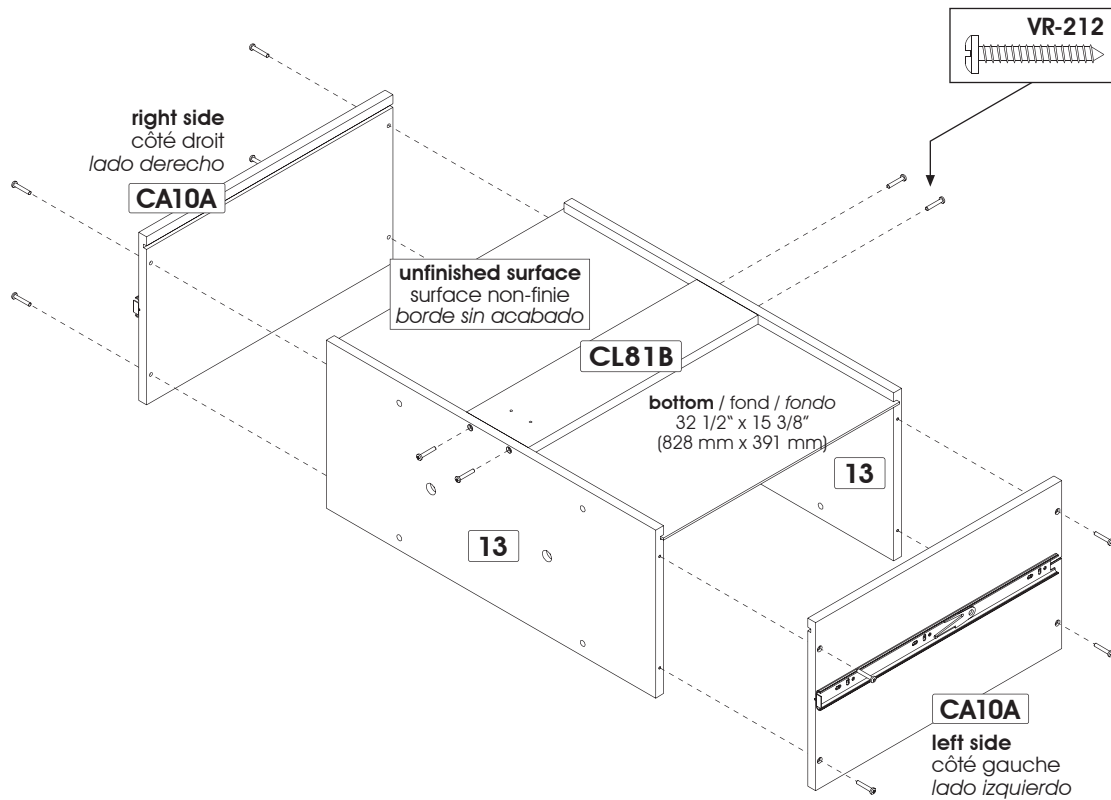 VR-212
right side
côté droit
lado derecho
CA10A
unfinished surface
surface non-finie
borde sin acabado
CL81B
bottom / fond / fondo
32 1/2“ x 15 3/8“
(828 mm x 391 mm)
13
13
CA10A
left side
côté gauche
lado izquierdo